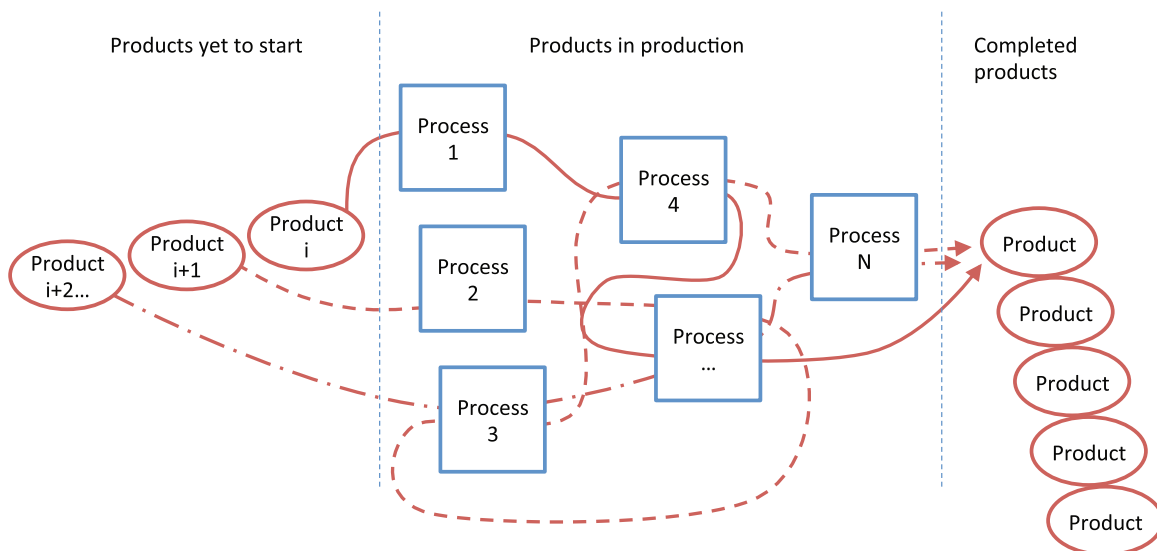 Products yet to start
Products in production
Completed
products
Process
1
Process
4
Process
N
Product
i
Product
i+1
Product
i+2...
Process
2
Process
...
Process
3
Product
Product
Product
Product
Product